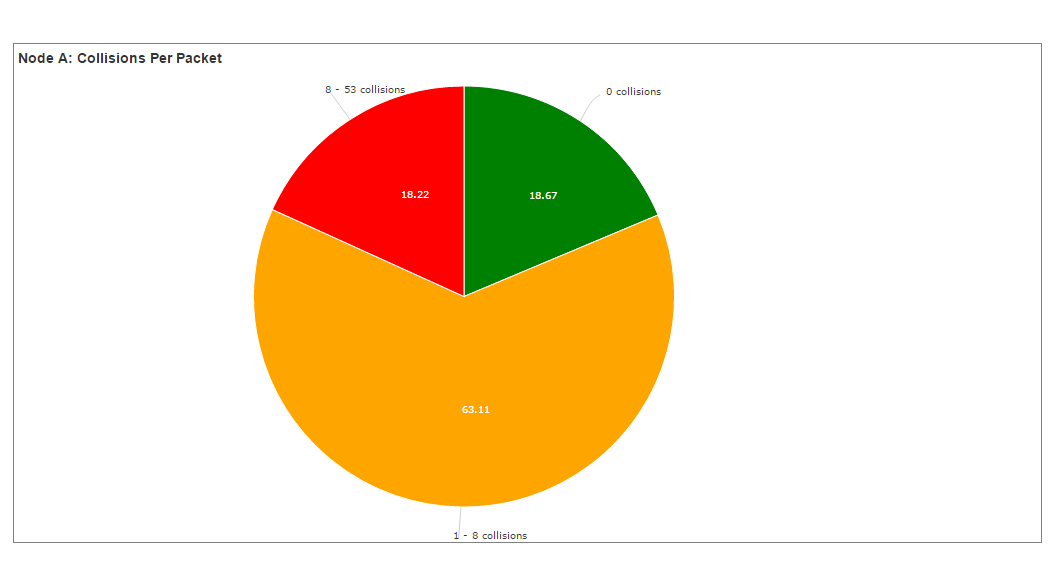 Node A: Collisions Per Packet
8 - 53 collisions
0 collisions
18.22
18.67
63.11
1 - 8 collisions